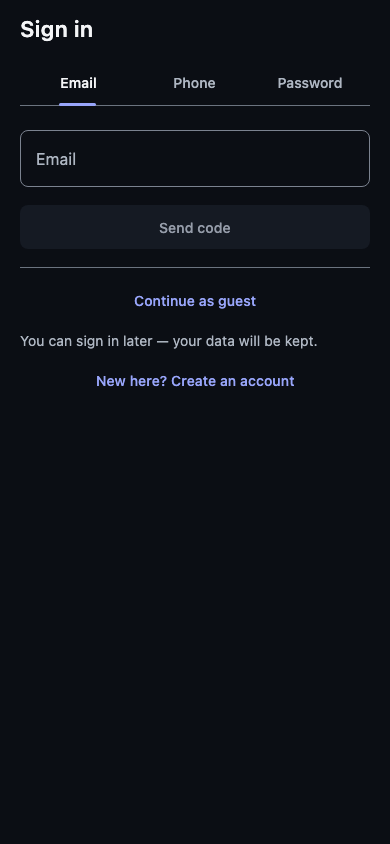 Sign in
Email Phone Password
Email
Send code
Continue as guest
You can sign in later — your data will be kept.
New here? Create an account